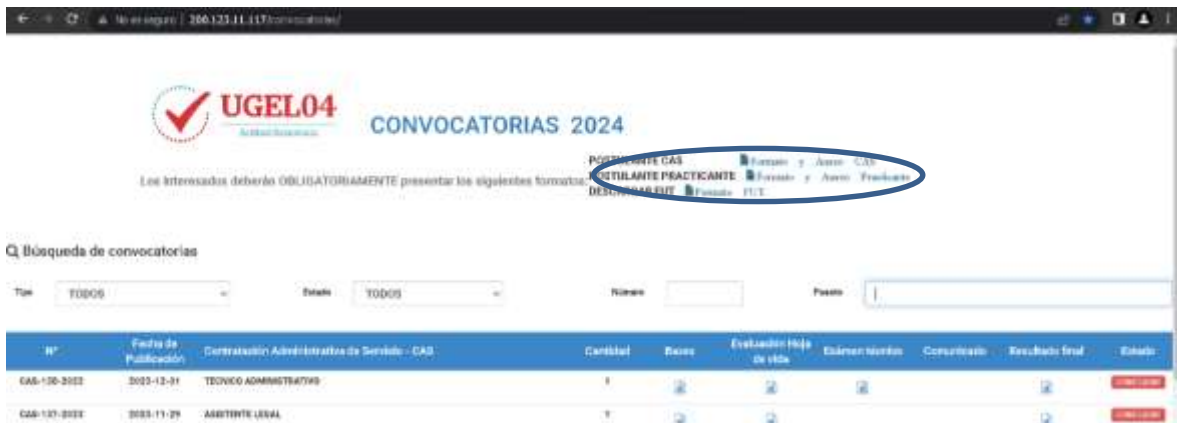 No es seguro | 200.123.11.117/convocatorias/
UGEL04
CONVOCATORIAS 2024
POSTULANTE CAS Formato y Anexo CAS
Los interesados deberán OBLIGATORIAMENTE presentar los siguientes formatos: POSTULANTE PRACTICANTE Formato y Anexo Practicante
DESCARGAR FUT Formato FUT
Búsqueda de convocatorias
Tipo TODOS Estado TODOS Número Puesto
N° Fecha de Publicación Contratación Administrativa de Servicio - CAS Cantidad Bases Evaluación Hoja de vida Exámen técnico Comunicado Resultado final Estado
2023-12-01 TECNICO ADMINISTRATIVO 1
2023-11-29 ASISTENTE LEGAL 1